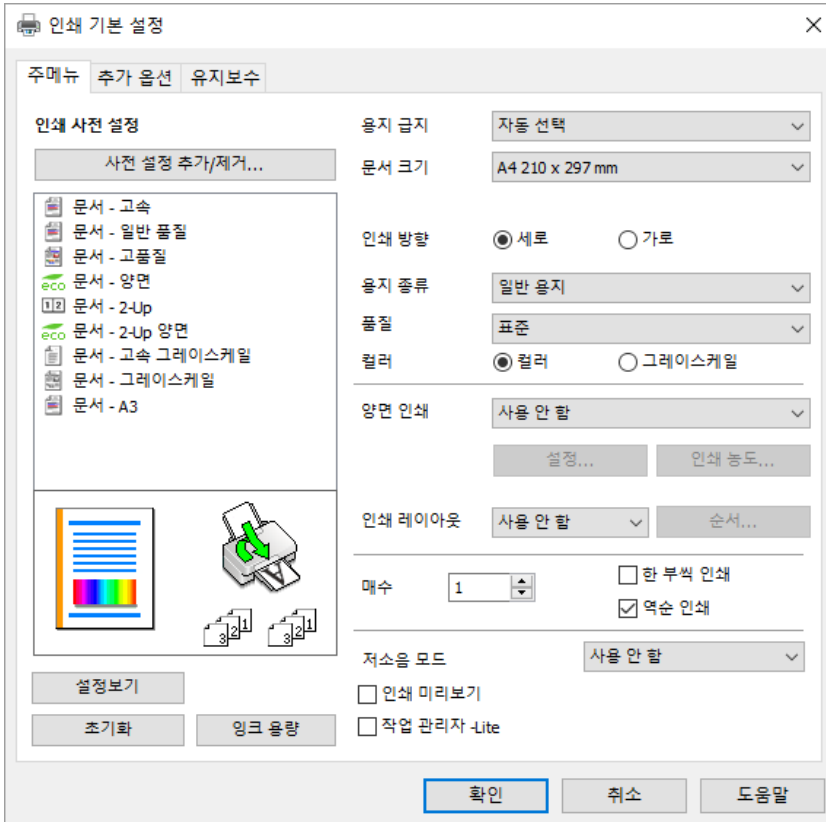 인쇄 기본 설정
주메뉴 추가 옵션 유지보수
인쇄 사전 설정
사전 설정 추가/제거...
문서 - 고속
문서 - 일반 품질
문서 - 고품질
eco 문서 - 양면
1 2 문서 - 2-Up
eco 문서 - 2-Up 양면
문서 - 고속 그레이스케일
문서 - 그레이스케일
문서 - A3
3 2 1 3 2 1
설정보기
초기화 잉크 용량
용지 급지 자동 선택
문서 크기 A4 210 x 297 mm
인쇄 방향 세로 가로
용지 종류 일반 용지
품질 표준
컬러 컬러 그레이스케일
양면 인쇄 사용 안 함
설정... 인쇄 농도...
인쇄 레이아웃 사용 안 함 순서...
매수 1 한 부씩 인쇄
역순 인쇄
저소음 모드 사용 안 함
인쇄 미리보기
작업 관리자 -Lite
확인 취소 도움말